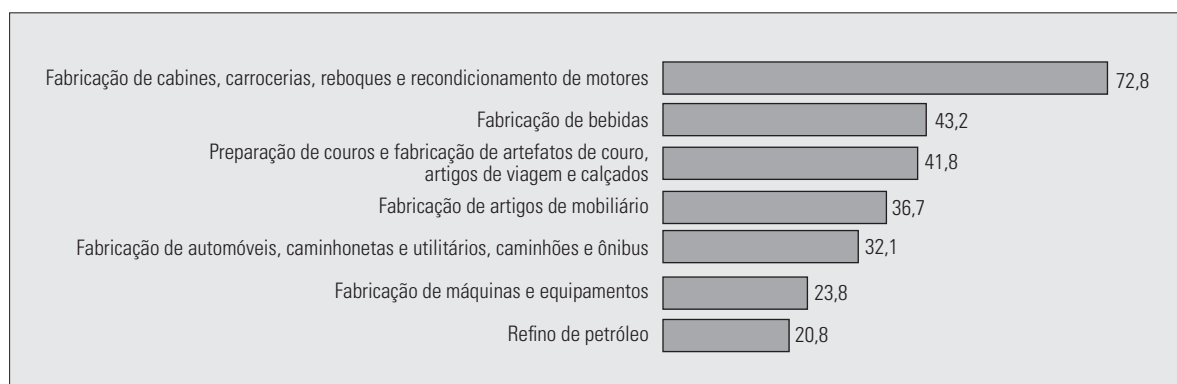 Fabricação de cabines, carrocerias, reboques e recondicionamento de motores 72,8
Fabricação de bebidas 43,2
Preparação de couros e fabricação de artefatos de couro,
artigos de viagem e calçados 41,8
Fabricação de artigos de mobiliário 36,7
Fabricação de automóveis, caminhonetas e utilitários, caminhões e ônibus 32,1
Fabricação de máquinas e equipamentos 23,8
Refino de petróleo 20,8